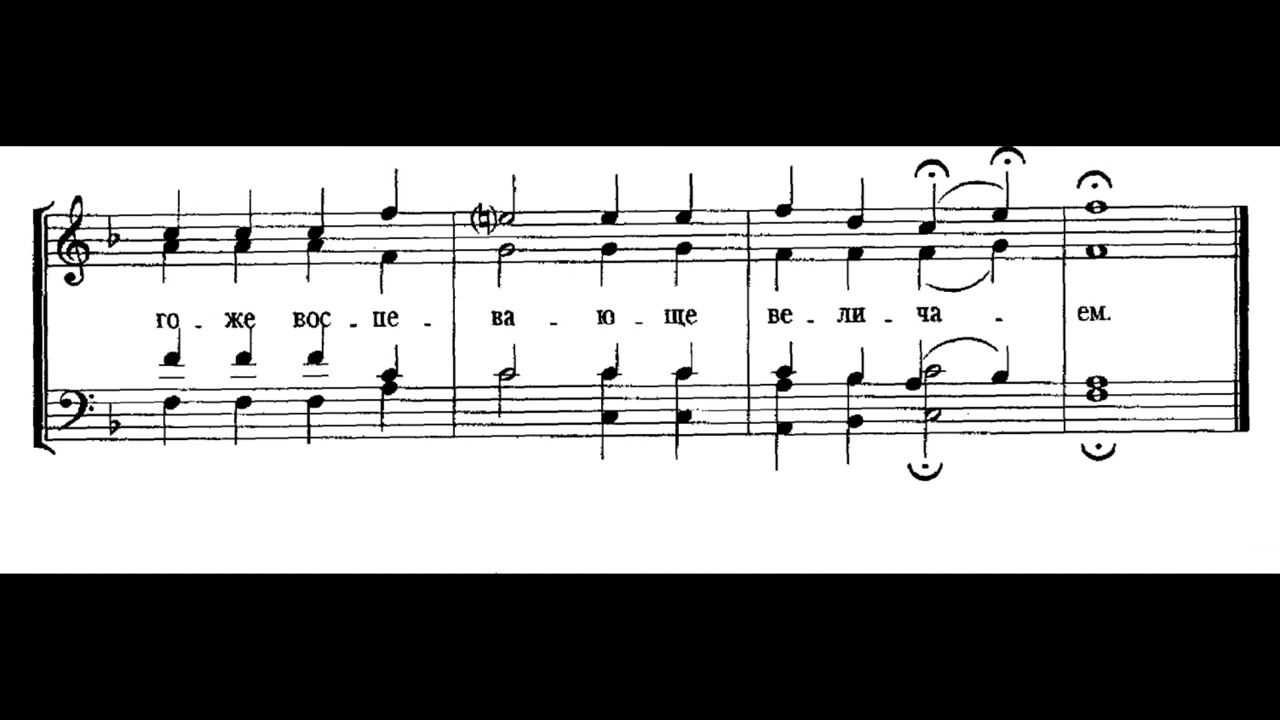 го - же вос - пе - ва - ю - ще ве - ли - ча - ем.